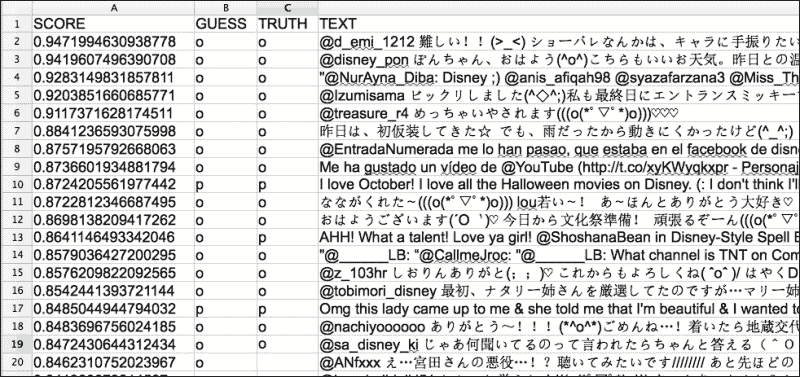 A B C
1 SCORE GUESS TRUTH TEXT
2 0.9471994630938778 o o @d_emi_1212 難しい！！(>_<) ショーパレなんかは、キャラに手振りたい
3 0.9419607496390708 o o @disney_pon ぽんちゃん、おはよう(^o^)こちらもいいお天気。昨日との温
4 0.9283149831857811 o o "@NurAyna_Diba: Disney ;) @anis_afiqah98 @syazafarzana3 @Miss_Th
5 0.9203851660685771 o o @Izumisama ビックリしました(^◇^;)私も最終日にエントランスミッキー
6 0.9117371628174511 o o @treasure_r4 めっちゃいやされます(((o(*ﾟ▽ﾟ*)o)))♡♡♡
7 0.8841236593075998 o o 昨日は、初仮装してきた☆ でも、雨だったから動きにくかったけど(^_^;)
8 0.8757195792668063 o o @EntradaNumerada me lo han pasao, que estaba en el facebook de disn
9 0.8736601934881794 o o Me ha gustado un vídeo de @YouTube (http://t.co/xyKWyqkxpr - Personaj
10 0.8724205561977442 p p I love October! I love all the Halloween movies on Disney. (: I don't think I'l
11 0.8722812346687495 o o なながくれた~(((o(*ﾟ▽ﾟ*)o))) lou若い~！ あ~ほんとありがとう大好き♡
12 0.8698138209417262 o o おはようございます(´O｀)♡ 今日から文化祭準備！ 頑張るぞーん(((o(*ﾟ
13 0.8641146493342046 o p AHH! What a talent! Love ya girl! @ShoshanaBean in Disney-Style Spell E
14 0.8579036427200295 o o "@______LB: “@CallmeJroc: "@______LB: What channel is TNT on Com
15 0.8576209822092565 o o @z_103hr しおりんありがと(；；)♡ これからもよろしくね(＾o＾)/ はやくD
16 0.8542441393721144 o o @tobimori_disney 最初、ナタリー姉さんを厳選してたのですが…マリー姉
17 0.8485044944794032 p p Omg this lady came up to me & she told me that I'm beautiful & I wanted to
18 0.8483696756024185 o o @nachiyoooooo ありがとう〜！！！(*^o^*)ごめんね…！着いたら地蔵交代
19 0.8472430644312434 o o @sa_disney_ki じゃあ何聞いてるのって言われたらちゃんと答える（＾O
20 0.8462310752023967 o @ANfxxx え…宮田さんの悪役…！？聴いてみたいです//////// あと先ほどの